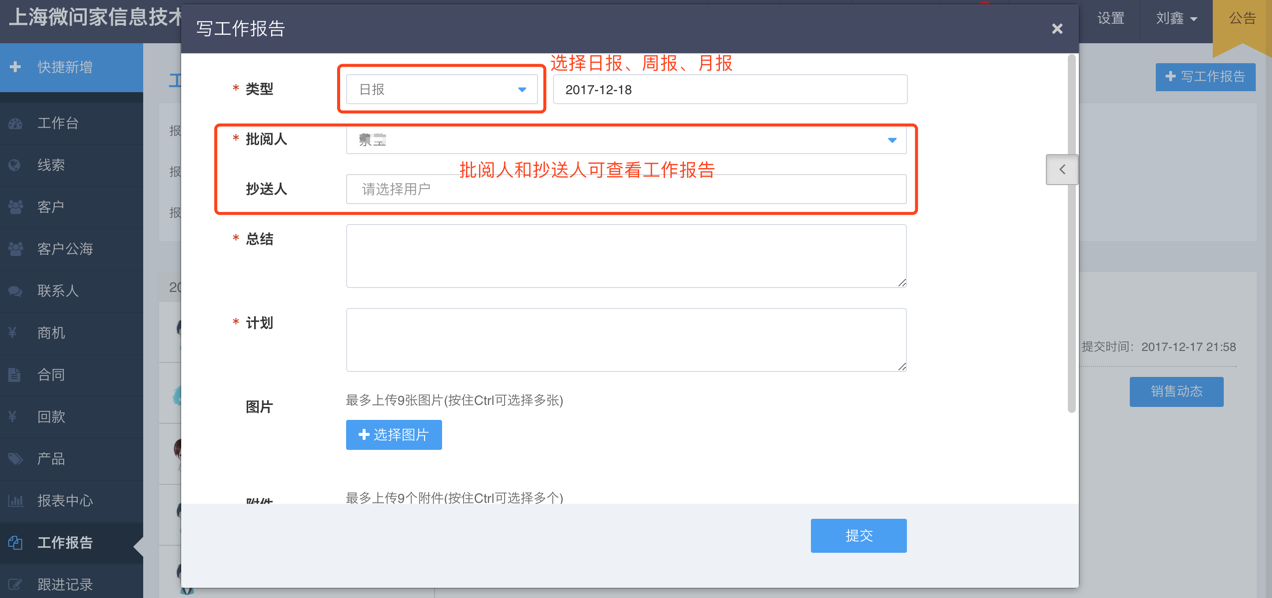 上海微问家信息技术
写工作报告
设置
刘鑫
公告
快捷新增
写工作报告
选择日报、周报、月报
* 类型
日报
2017-12-18
工作台
报
* 批阅人
线索
报
批阅人和抄送人可查看工作报告
抄送人
请选择用户
客户
报
* 总结
客户公海
联系人
20
* 计划
商机
提交时间: 2017-12-17 21:58
合同
销售动态
图片
最多上传9张图片(按住Ctrl可选择多张)
回款
选择图片
产品
报表中心
附件
最多上传9个附件(按住Ctrl可选择多个)
工作报告
提交
跟进记录